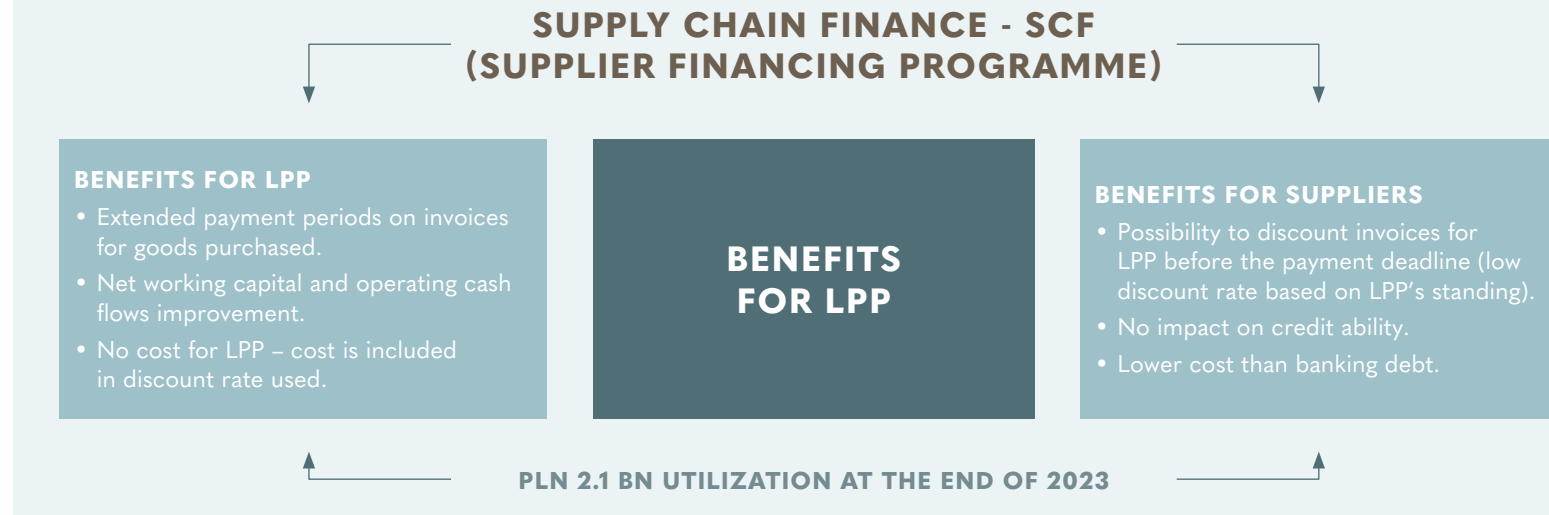 SUPPLY CHAIN FINANCE - SCF
(SUPPLIER FINANCING PROGRAMME)
BENEFITS FOR LPP
• Extended payment periods on invoices
for goods purchased.
• Net working capital and operating cash
flows improvement.
• No cost for LPP – cost is included
in discount rate used.
BENEFITS
FOR LPP
BENEFITS FOR SUPPLIERS
• Possibility to discount invoices for
LPP before the payment deadline (low
discount rate based on LPP's standing).
• No impact on credit ability.
• Lower cost than banking debt.
PLN 2.1 BN UTILIZATION AT THE END OF 2023